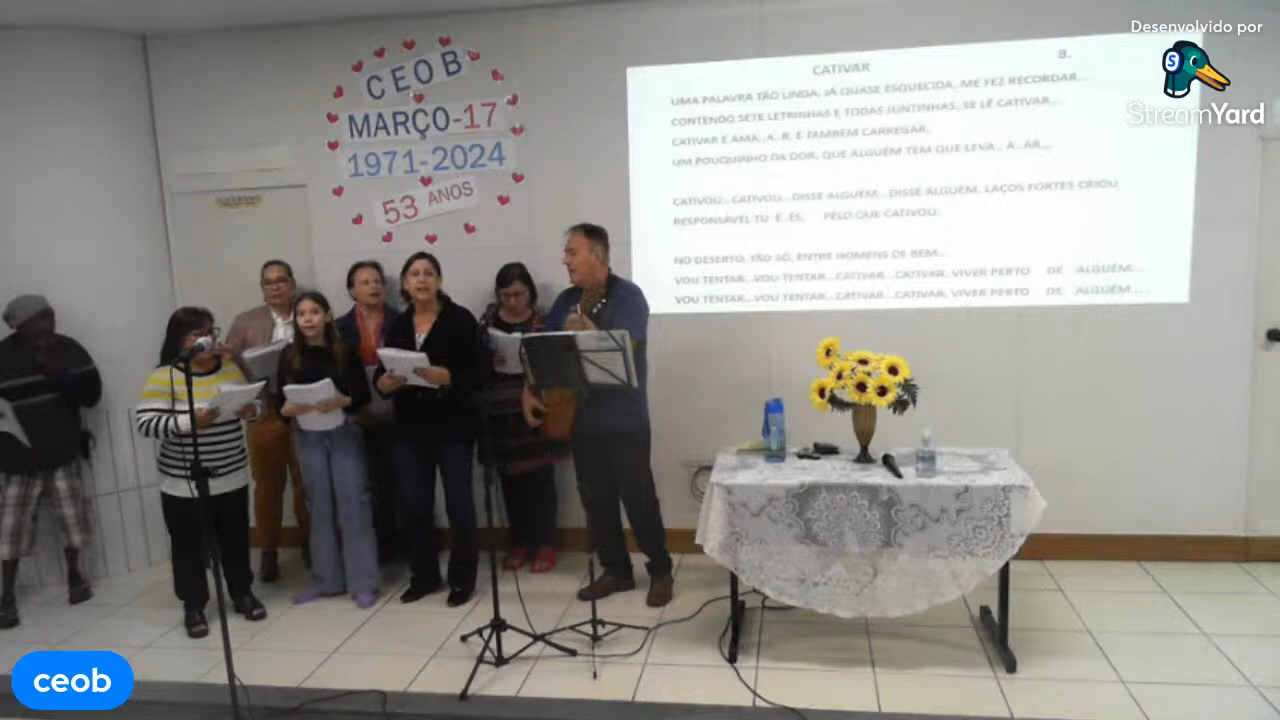 Desenvolvido por
S
StreamYard
CEOB
MARÇO-17
1971-2024
53 ANOS
CATIVAR
8.
UMA PALAVRA TÃO LINDA, JÁ QUASE ESQUECIDA, ME FEZ RECORDAR...
CONTENDO SETE LETRINHAS E TODAS JUNTINHAS, SE LÊ CATIVAR...
CATIVAR É AMA..A..R, É TAMBÉM CARREGAR,
UM POUQUINHO DA DOR, QUE ALGUÉM TEM QUE LEVA.. A..AR...
CATIVOU...CATIVOU...DISSE ALGUÉM...DISSE ALGUÉM, LAÇOS FORTES CRIOU
RESPONSÁVEL TU E..ÉS, PELO QUE CATIVOU.
NO DESERTO, TÃO SÓ, ENTRE HOMENS DE BEM...
VOU TENTAR...VOU TENTAR...CATIVAR...CATIVAR, VIVER PERTO DE ALGUÉM.....
VOU TENTAR...VOU TENTAR...CATIVAR...CATIVAR, VIVER PERTO DE ALGUÉM.....
ceob